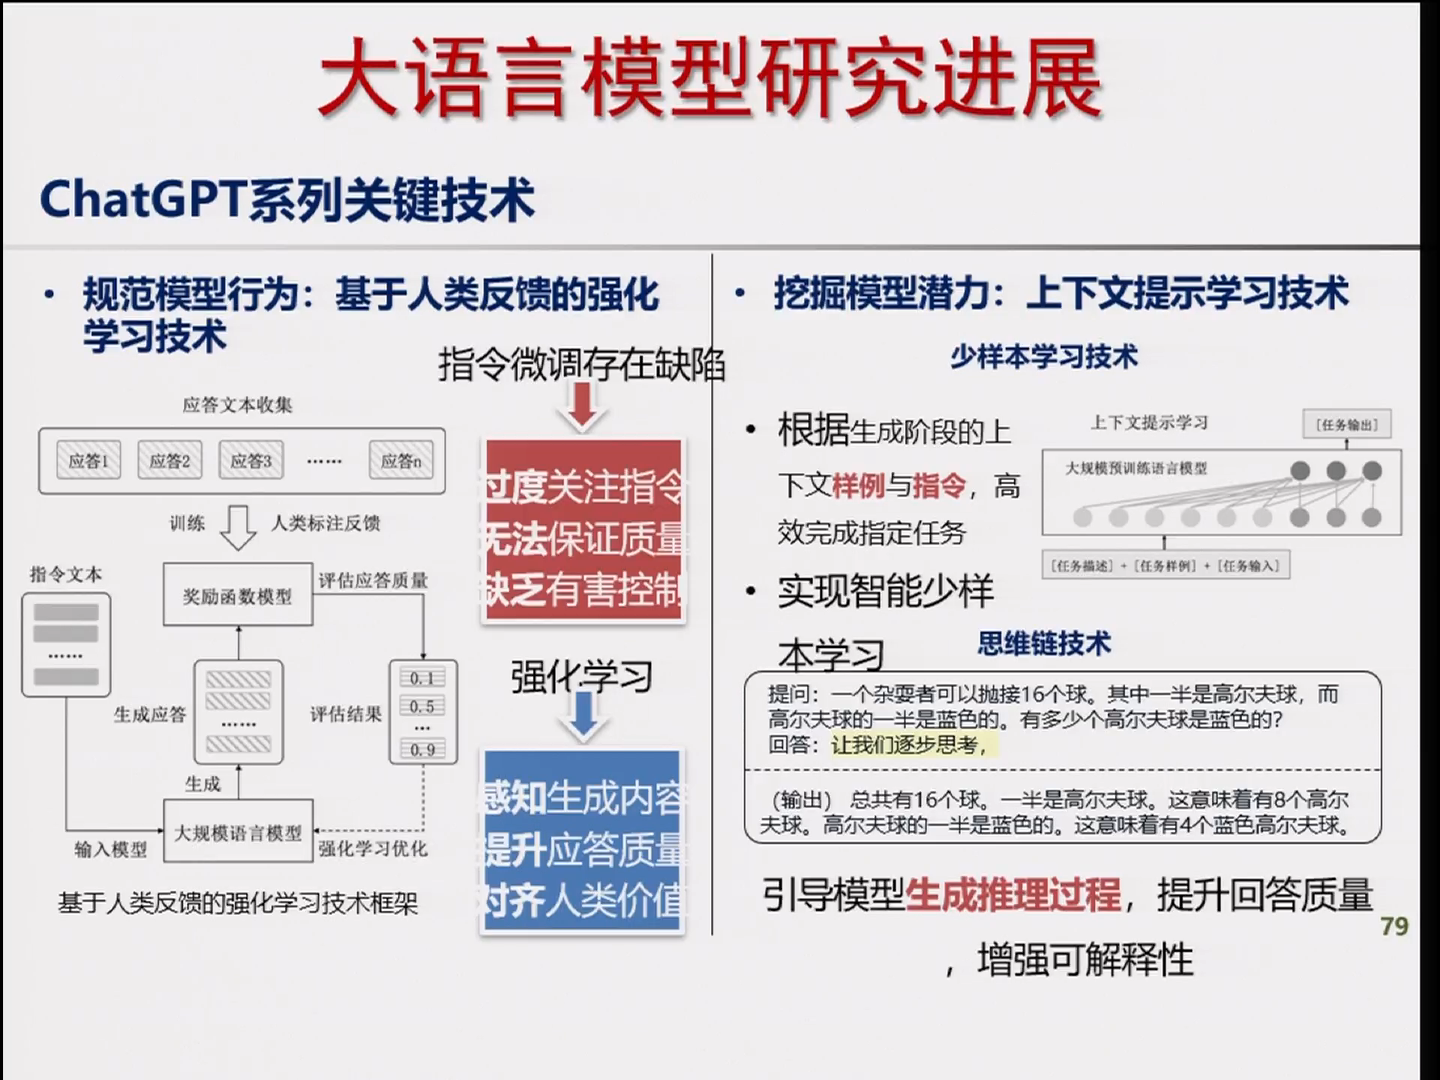 大语言模型研究进展
ChatGPT系列关键技术
• 规范模型行为：基于人类反馈的强化
学习技术
指令微调存在缺陷
应答文本收集
应答1 应答2 应答3 …… 应答n
训练 人类标注反馈
指令文本
……
奖励函数模型
评估应答质量
生成应答
……
评估结果
0.1
0.5
…
0.9
生成
大规模语言模型
输入模型
强化学习优化
基于人类反馈的强化学习技术框架
过度关注指令
无法保证质量
缺乏有害控制
强化学习
感知生成内容
提升应答质量
对齐人类价值
• 挖掘模型潜力：上下文提示学习技术
少样本学习技术
• 根据生成阶段的上
下文样例与指令，高
效完成指定任务
• 实现智能少样
本学习
上下文提示学习
[任务输出]
大规模预训练语言模型
[任务描述] + [任务样例] + [任务输入]
思维链技术
提问：一个杂耍者可以抛接16个球。其中一半是高尔夫球，而
高尔夫球的一半是蓝色的。有多少个高尔夫球是蓝色的？
回答：让我们逐步思考，
（输出） 总共有16个球。一半是高尔夫球。这意味着有8个高尔
夫球。高尔夫球的一半是蓝色的。这意味着有4个蓝色高尔夫球。
引导模型生成推理过程，提升回答质量
，增强可解释性
79